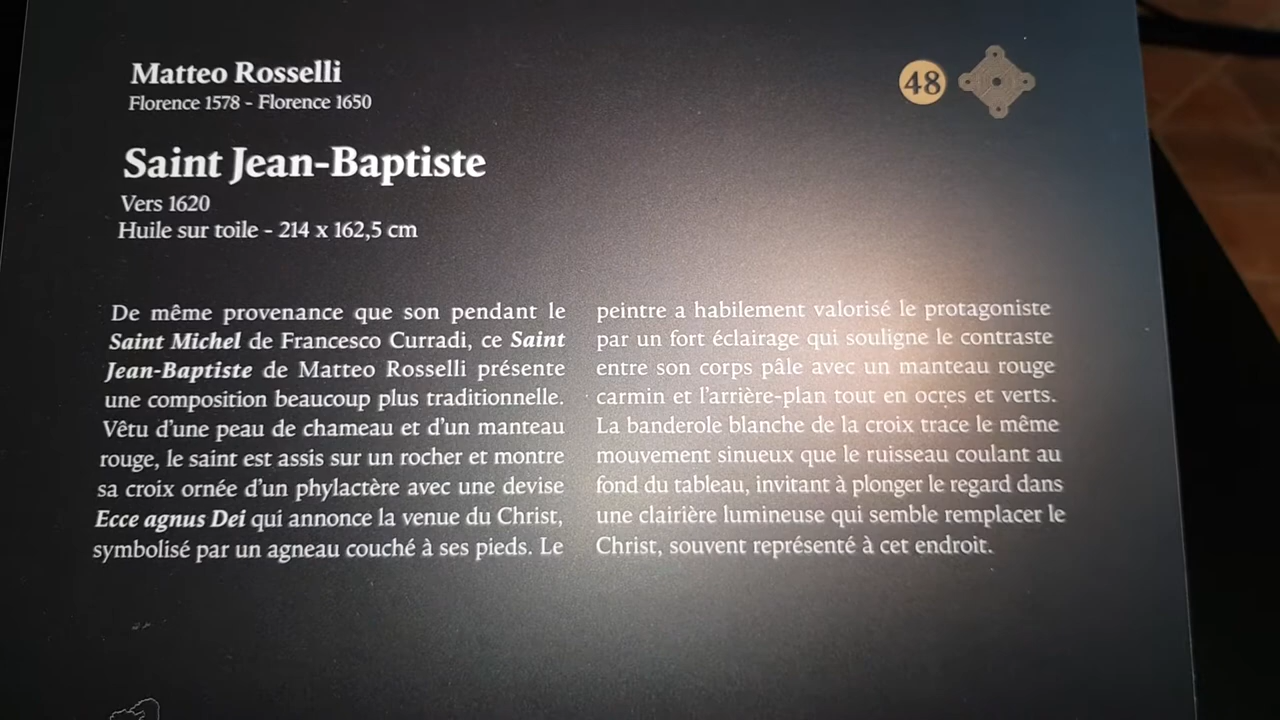 Matteo Rosselli
Florence 1578 - Florence 1650
48
Saint Jean-Baptiste
Vers 1620
Huile sur toile - 214 x 162,5 cm
De même provenance que son pendant le
Saint Michel de Francesco Curradi, ce Saint
Jean-Baptiste de Matteo Rosselli présente
une composition beaucoup plus traditionnelle.
Vêtu d'une peau de chameau et d'un manteau
rouge, le saint est assis sur un rocher et montre
sa croix ornée d'un phylactère avec une devise
Ecce agnus Dei qui annonce la venue du Christ,
symbolisé par un agneau couché à ses pieds. Le
peintre a habilement valorisé le protagoniste
par un fort éclairage qui souligne le contraste
entre son corps pâle avec un manteau rouge
carmin et l'arrière-plan tout en ocres et verts.
La banderole blanche de la croix trace le même
mouvement sinueux que le ruisseau coulant au
fond du tableau, invitant à plonger le regard dans
une clairière lumineuse qui semble remplacer le
Christ, souvent représenté à cet endroit.